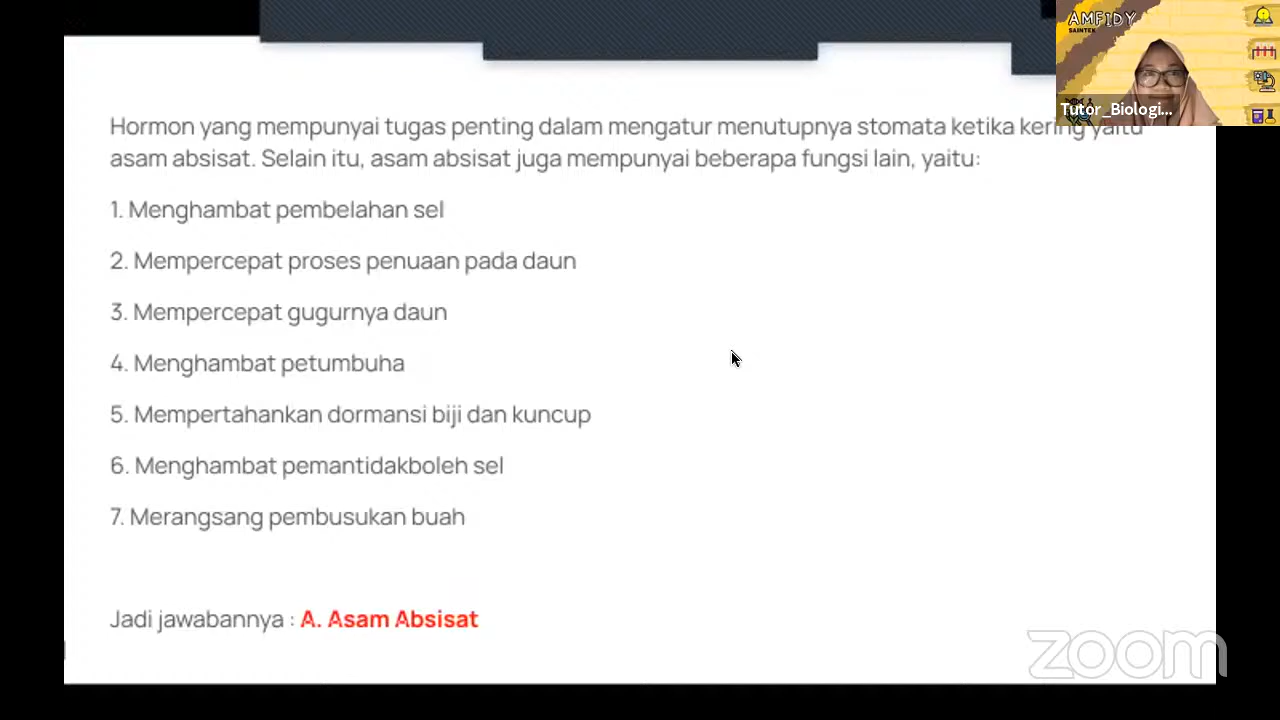 AMFIDY
SAINTEK
Tutor_Biologi...
Hormon yang mempunyai tugas penting dalam mengatur menutupnya stomata ketika kering yaitu
asam absisat. Selain itu, asam absisat juga mempunyai beberapa fungsi lain, yaitu:
1. Menghambat pembelahan sel
2. Mempercepat proses penuaan pada daun
3. Mempercepat gugurnya daun
4. Menghambat petumbuha
5. Mempertahankan dormansi biji dan kuncup
6. Menghambat pemantidakboleh sel
7. Merangsang pembusukan buah
Jadi jawabannya : A. Asam Absisat
zoom